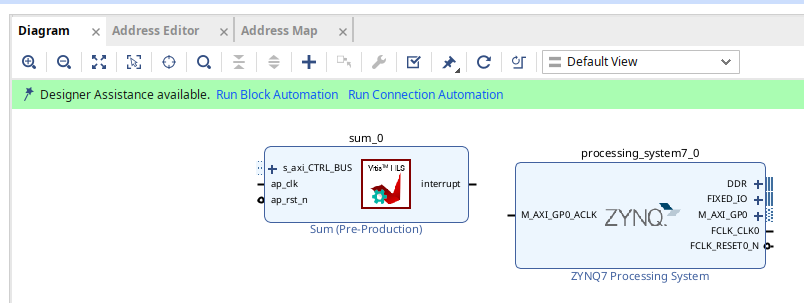 Diagram
Address Editor
Address Map
Default View
Designer Assistance available. Run Block Automation Run Connection Automation
sum_0
s_axi_CTRL_BUS
ap_clk
ap_rst_n
Vitis™ HLS
interrupt
Sum (Pre-Production)
processing_system7_0
M_AXI_GP0_ACLK
ZYNQ
DDR
FIXED_IO
M_AXI_GP0
FCLK_CLK0
FCLK_RESET0_N
ZYNQ7 Processing System